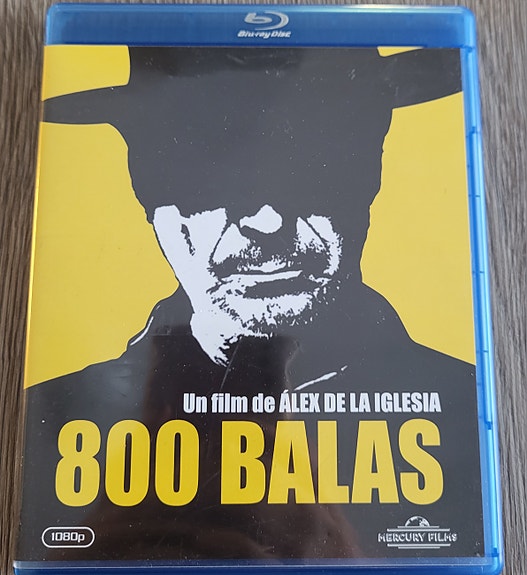 Blu-ray Disc
Un film de ÁLEX DE LA IGLESIA
800 BALAS
1080p
MERCURY FILMS